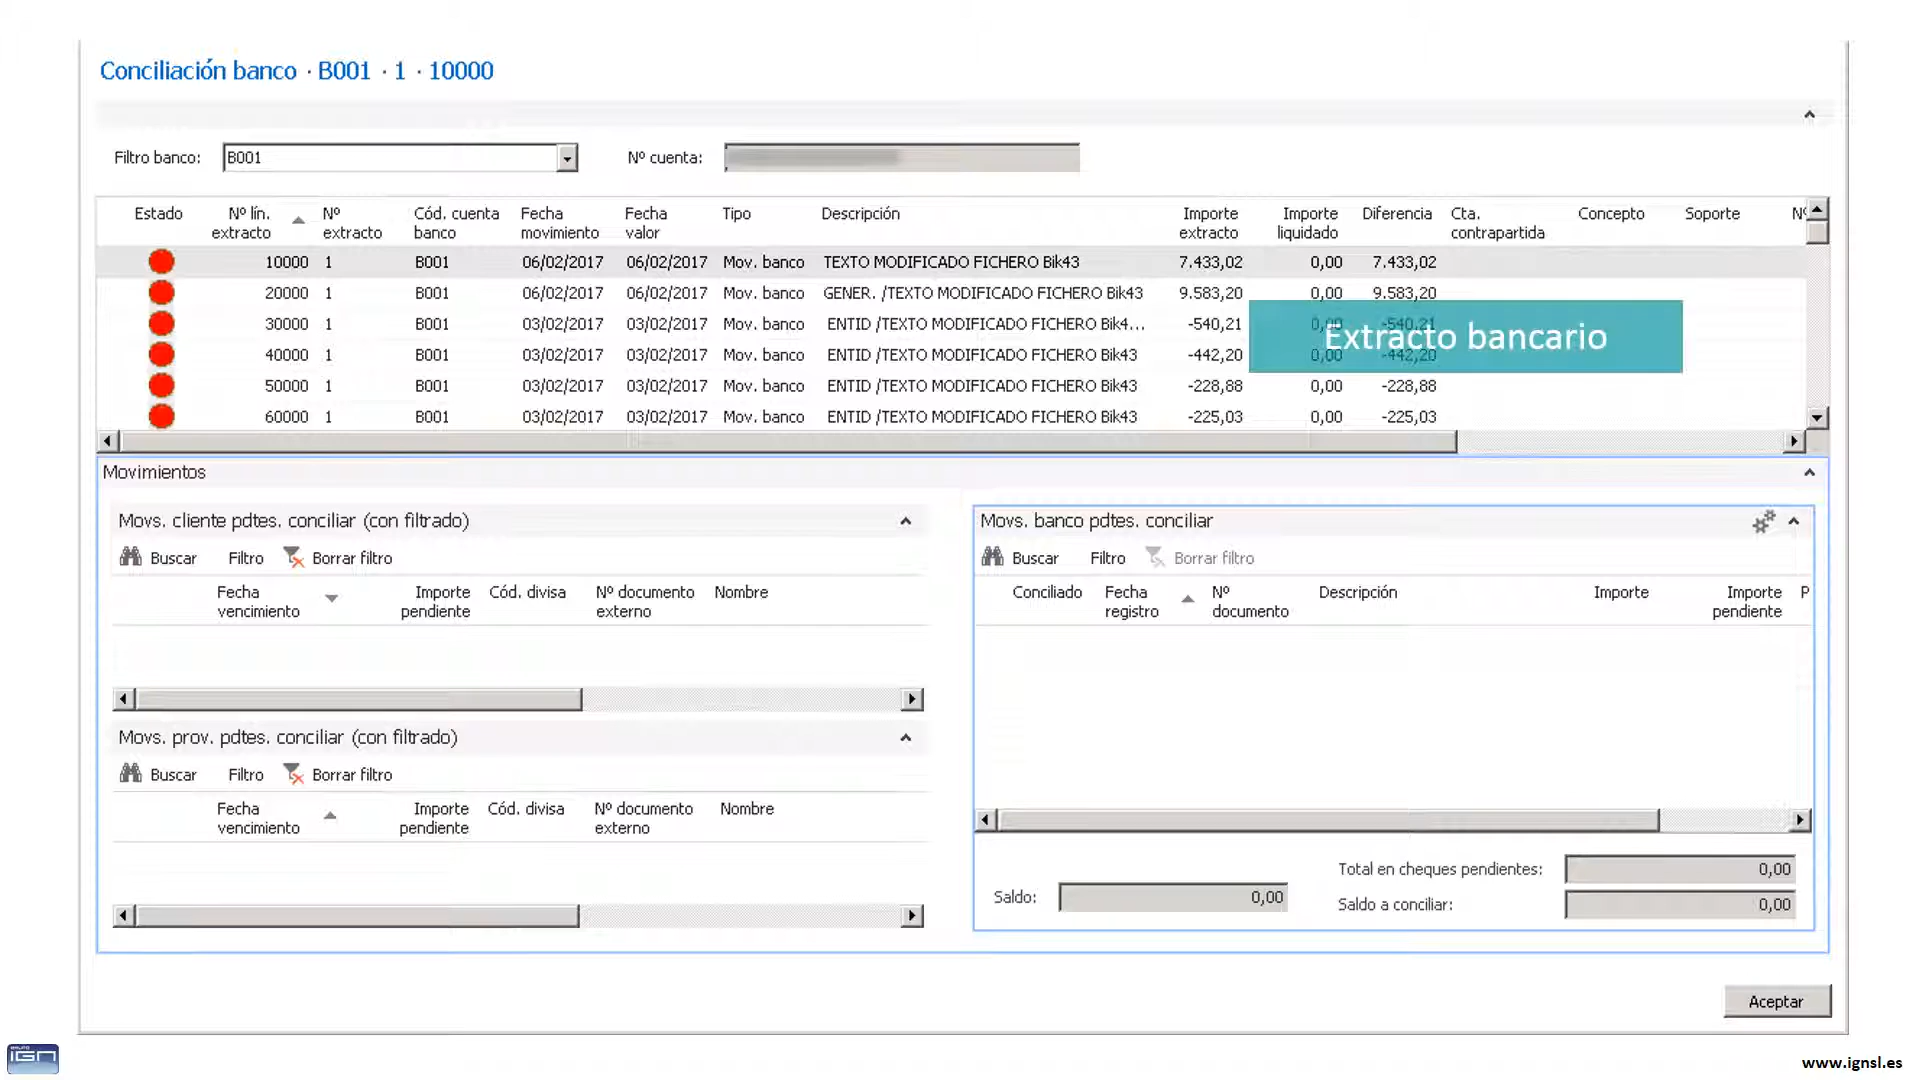 Conciliación banco · B001 · 1 · 10000
Filtro banco: B001 Nº cuenta:
Estado Nº lín. extracto Nº extracto Cód. cuenta banco Fecha movimiento Fecha valor Tipo Descripción Importe extracto Importe liquidado Diferencia Cta. contrapartida Concepto Soporte Nº
10000 1 B001 06/02/2017 06/02/2017 Mov. banco TEXTO MODIFICADO FICHERO Bik43 7.433,02 0,00 7.433,02
20000 1 B001 06/02/2017 06/02/2017 Mov. banco GENER. /TEXTO MODIFICADO FICHERO Bik43 9.583,20 0,00 9.583,20
30000 1 B001 03/02/2017 03/02/2017 Mov. banco ENTID /TEXTO MODIFICADO FICHERO Bik4... -540,21 0,00 -540,21
Extracto bancario
40000 1 B001 03/02/2017 03/02/2017 Mov. banco ENTID /TEXTO MODIFICADO FICHERO Bik43 -442,20 0,00 -442,20
50000 1 B001 03/02/2017 03/02/2017 Mov. banco ENTID /TEXTO MODIFICADO FICHERO Bik43 -228,88 0,00 -228,88
60000 1 B001 03/02/2017 03/02/2017 Mov. banco ENTID /TEXTO MODIFICADO FICHERO Bik43 -225,03 0,00 -225,03
Movimientos
Movs. cliente pdtes. conciliar (con filtrado)
Buscar Filtro Borrar filtro
Fecha vencimiento Importe pendiente Cód. divisa Nº documento externo Nombre
Movs. prov. pdtes. conciliar (con filtrado)
Buscar Filtro Borrar filtro
Fecha vencimiento Importe pendiente Cód. divisa Nº documento externo Nombre
Movs. banco pdtes. conciliar
Buscar Filtro Borrar filtro
Conciliado Fecha registro Nº documento Descripción Importe Importe pendiente P
Saldo: 0,00
Total en cheques pendientes: 0,00
Saldo a conciliar: 0,00
Aceptar
GRUPO
IGN
www.ignsl.es